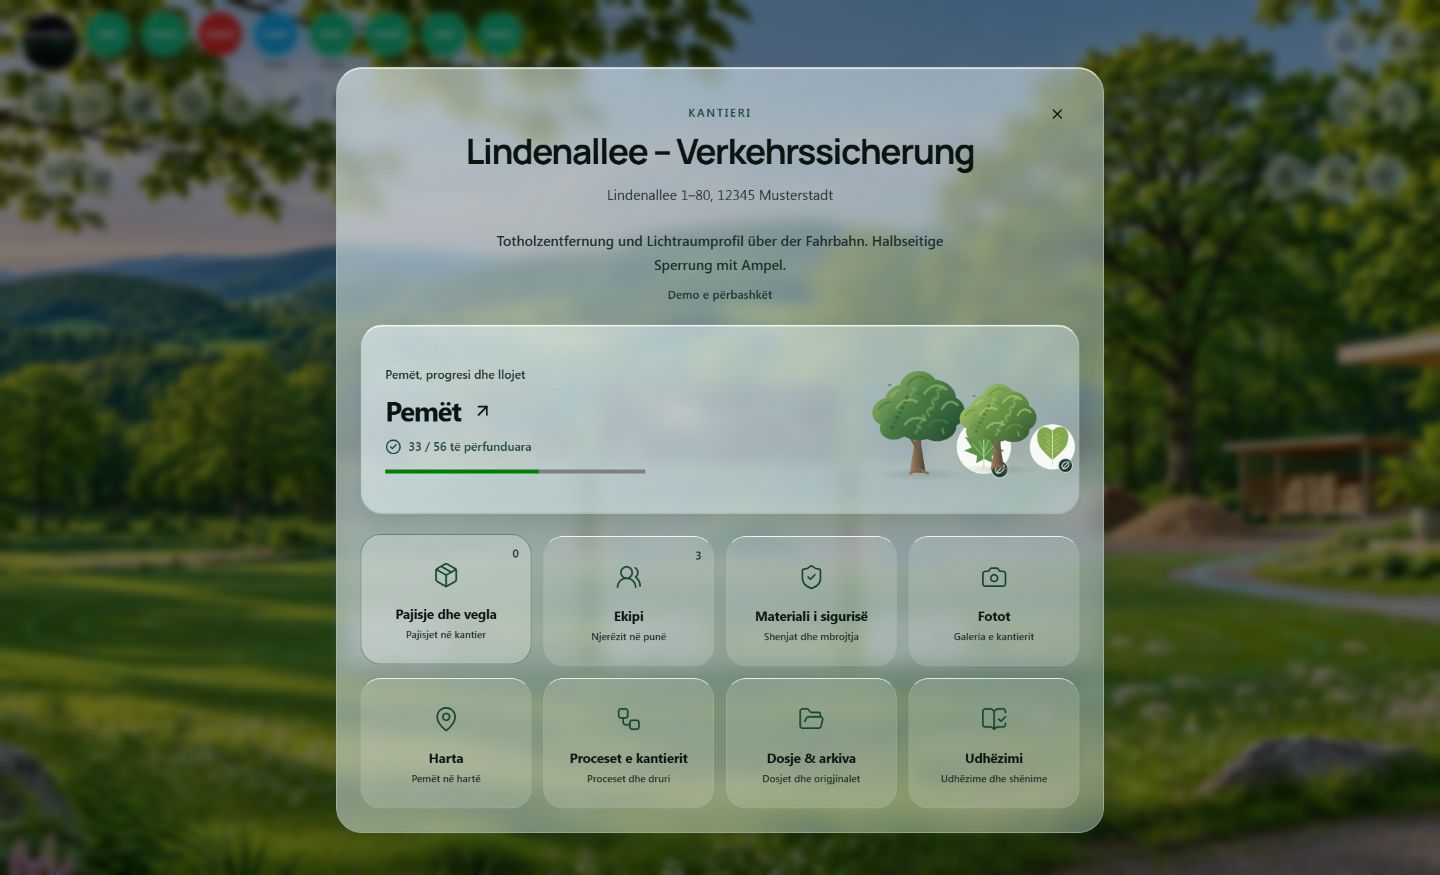 KANTIERI
Lindenallee – Verkehrssicherung
Lindenallee 1–80, 12345 Musterstadt
Totholzentfernung und Lichtraumprofil über der Fahrbahn. Halbseitige
Sperrung mit Ampel.
Demo e përbashkët
Pemët, progresi dhe llojet
Pemët
33 / 56 të përfunduara
0
Pajisje dhe vegla
Pajisjet në kantier
3
Ekipi
Njerëzit në punë
Materiali i sigurisë
Shenjat dhe mbrojtja
Fotot
Galeria e kantierit
Harta
Pemët në hartë
Proceset e kantierit
Proceset dhe druri
Dosje & arkiva
Dosjet dhe origjinalet
Udhëzimi
Udhëzime dhe shënime